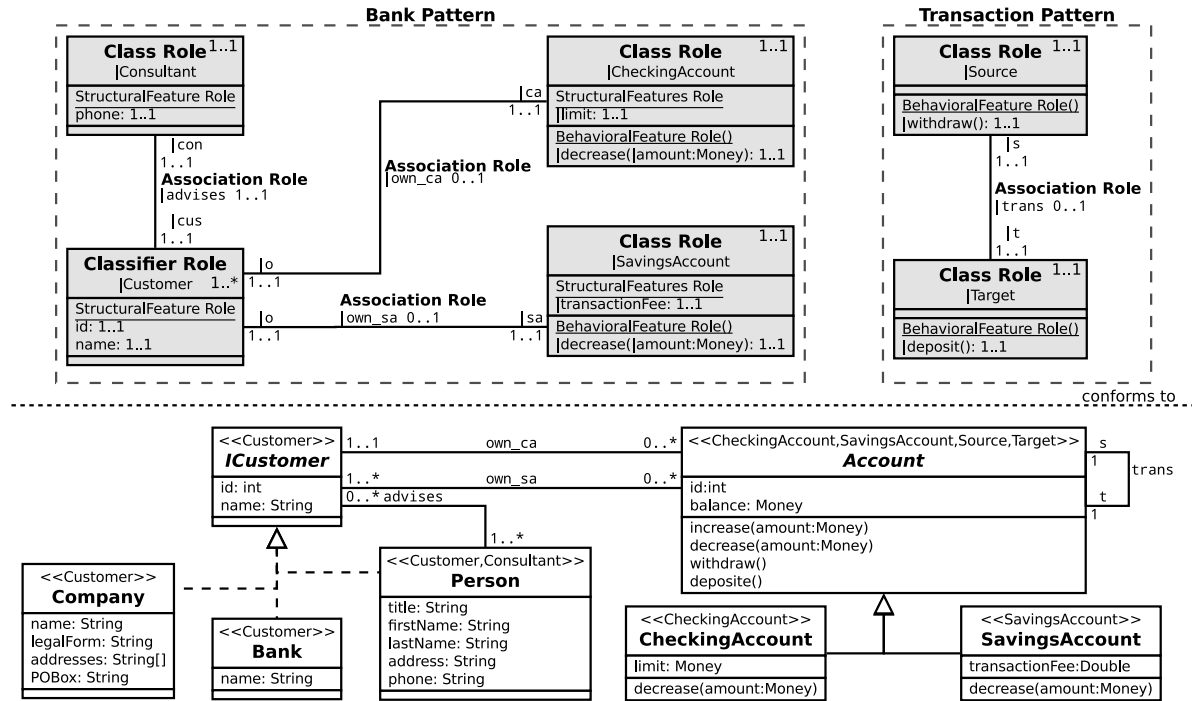 Bank Pattern
Class Role 1..1
|Consultant
StructuralFeature Role
phone: 1..1
|con
1..1
Association Role
|advises 1..1
|cus
1..1
Classifier Role
|Customer 1..*
StructuralFeature Role
id: 1..1
name: 1..1
|o
1..1
|o
1..1
Association Role
|own_ca 0..1
|ca
1..1
Class Role 1..1
|CheckingAccount
StructuralFeatures Role
|limit: 1..1
BehavioralFeature Role()
|decrease(|amount:Money): 1..1
Association Role
|own_sa 0..1
|sa
1..1
Class Role 1..1
|SavingsAccount
StructuralFeatures Role
|transactionFee: 1..1
BehavioralFeature Role()
|decrease(|amount:Money): 1..1
Transaction Pattern
Class Role 1..1
|Source
BehavioralFeature Role()
|withdraw(): 1..1
|s
1..1
Association Role
|trans 0..1
|t
1..1
Class Role 1..1
|Target
BehavioralFeature Role()
|deposit(): 1..1
conforms to
<<Customer>>
ICustomer
id: int
name: String
1..1 own_ca 0..*
1..* own_sa 0..*
0..* advises
1..*
<<CheckingAccount,SavingsAccount,Source,Target>>
Account
id:int
balance: Money
increase(amount:Money)
decrease(amount:Money)
withdraw()
deposite()
s
1
trans
t
1
<<Customer>>
Company
name: String
legalForm: String
addresses: String[]
POBox: String
<<Customer>>
Bank
name: String
<<Customer,Consultant>>
Person
title: String
firstName: String
lastName: String
address: String
phone: String
<<CheckingAccount>>
CheckingAccount
limit: Money
decrease(amount:Money)
<<SavingsAccount>>
SavingsAccount
transactionFee:Double
decrease(amount:Money)